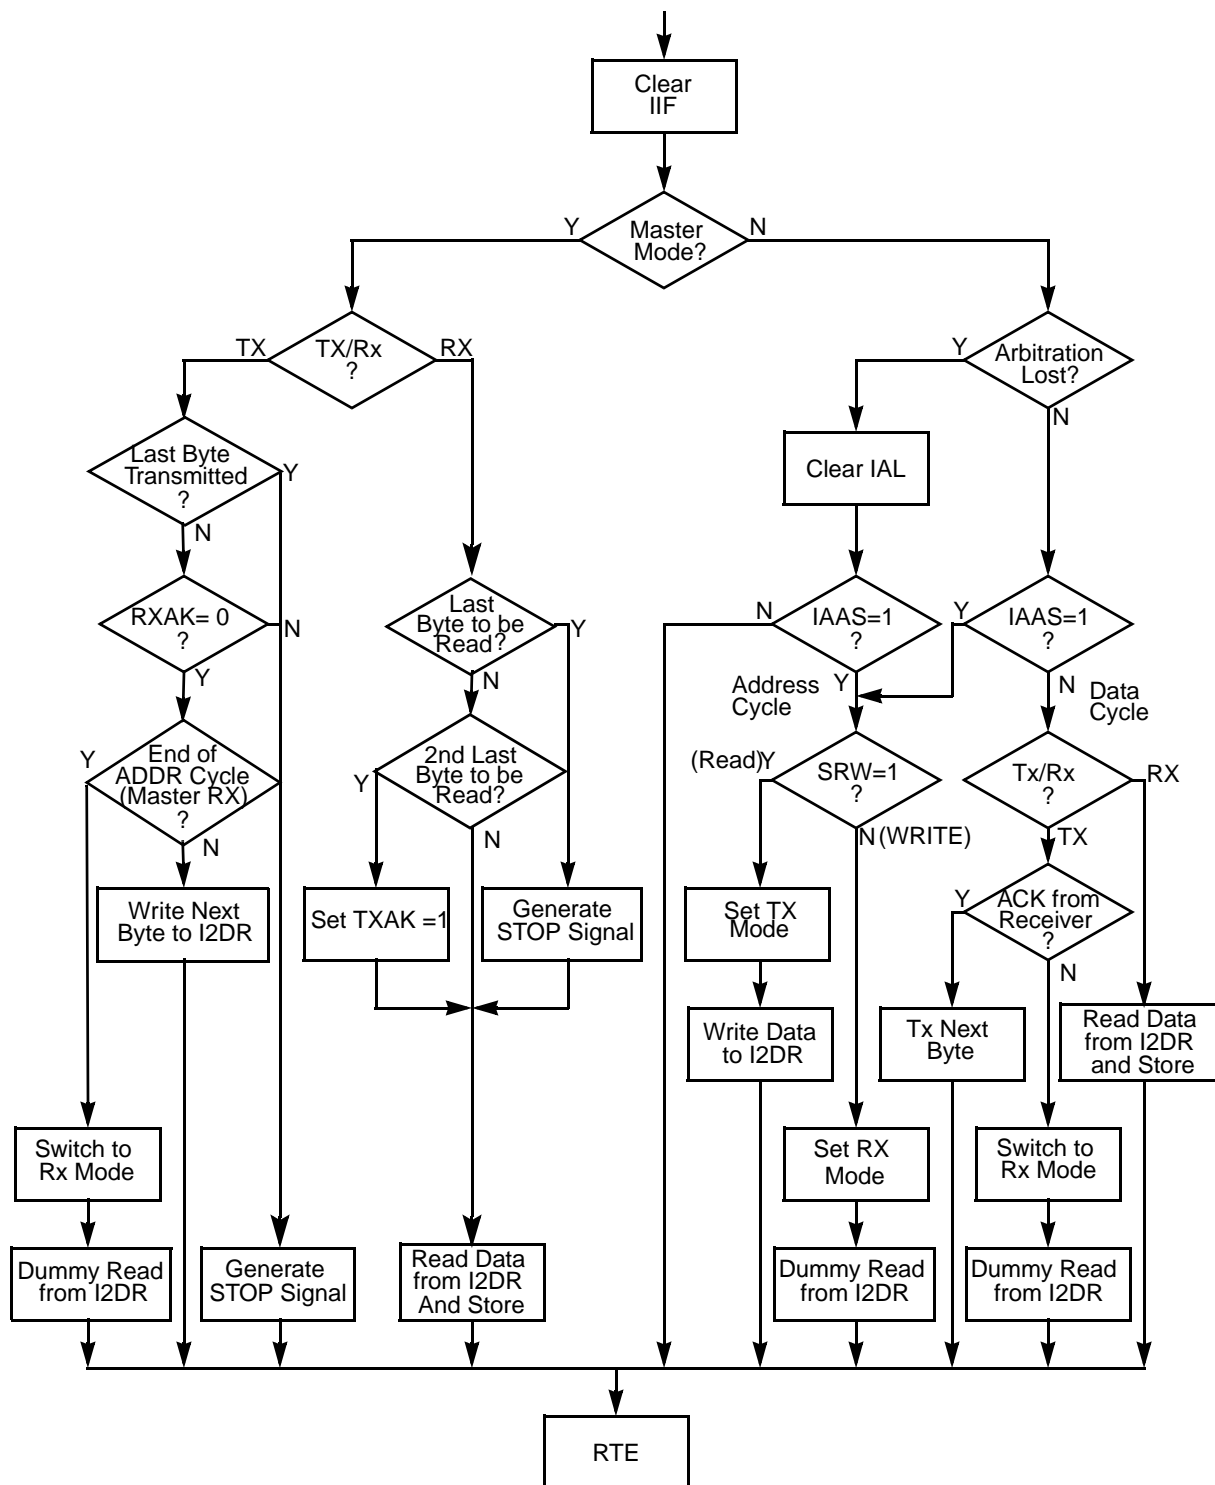 Clear
IIF
Y
Master
Mode?
N
TX
TX/Rx
?
RX
Y
Arbitration
Lost?
N
Last Byte
Transmitted
?
Y
N
Clear IAL
RXAK= 0
?
N
Y
Last
Byte to be
Read?
Y
N
N
IAAS=1
?
Y
Address
Cycle
Y
IAAS=1
?
N
Data
Cycle
Y
End of
ADDR Cycle
(Master RX)
?
N
Y
2nd Last
Byte to be
Read?
N
(Read)Y
SRW=1
?
N(WRITE)
Tx/Rx
?
RX
TX
Write Next
Byte to I2DR
Set TXAK =1
Generate
STOP Signal
Set TX
Mode
Y
ACK from
Receiver
?
N
Write Data
to I2DR
Tx Next
Byte
Read Data
from I2DR
and Store
Switch to
Rx Mode
Set RX
Mode
Switch to
Rx Mode
Dummy Read
from I2DR
Generate
STOP Signal
Read Data
from I2DR
And Store
Dummy Read
from I2DR
Dummy Read
from I2DR
RTE